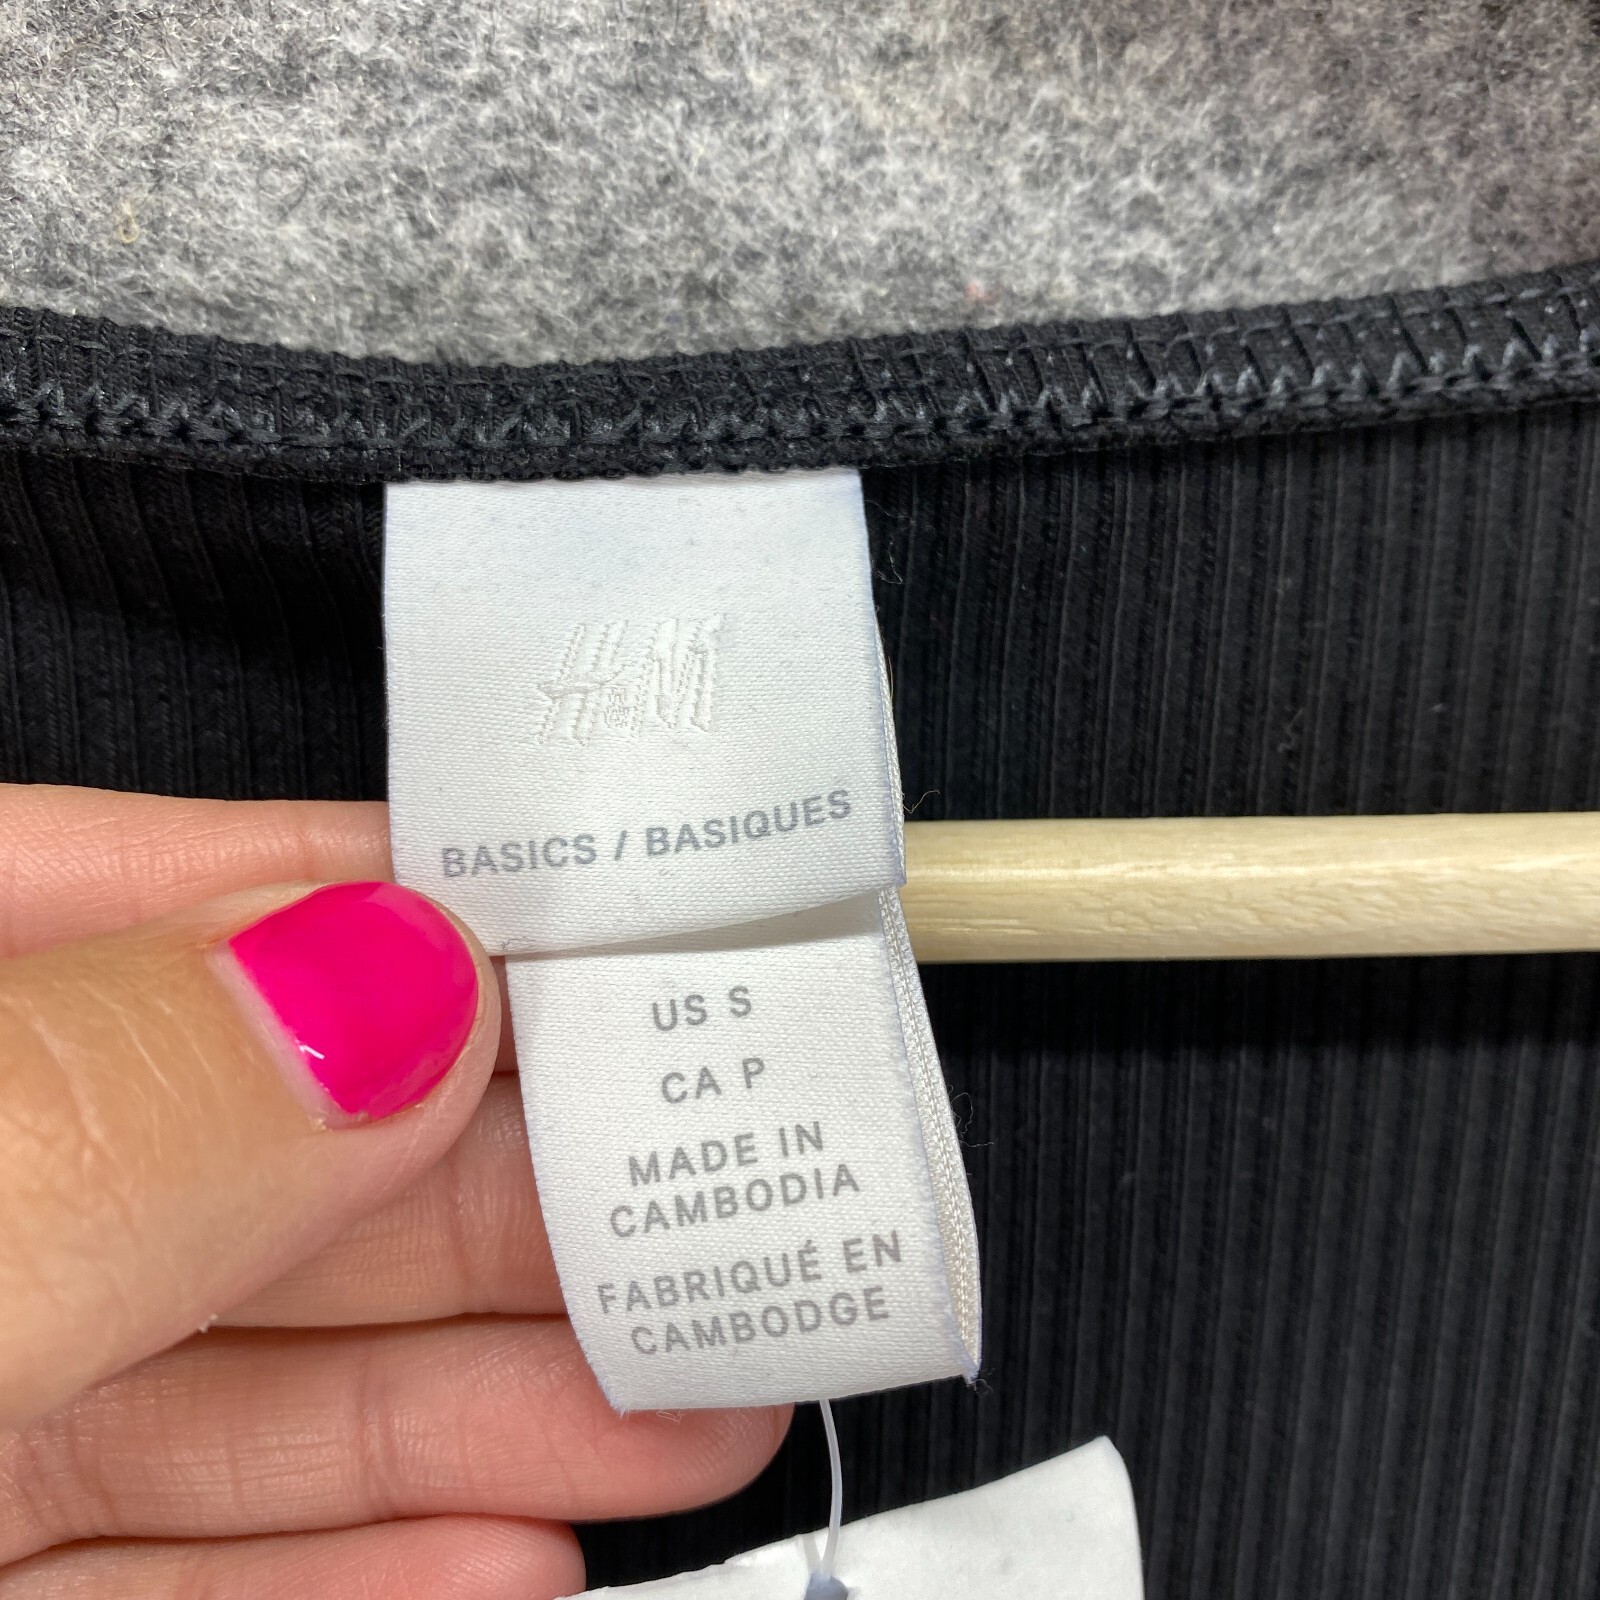 H&M
BASICS / BASIQUES
US S
CA P
MADE IN
CAMBODIA
FABRIQUÉ EN
CAMBODGE